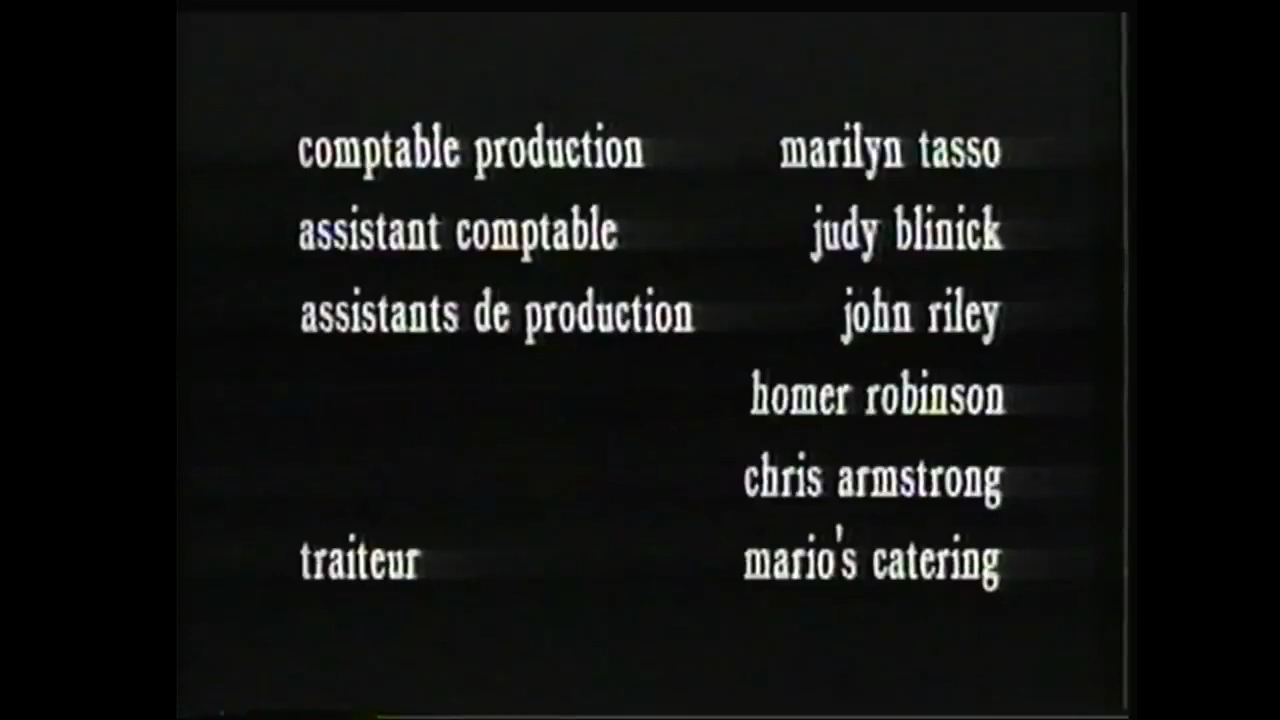 comptable production marilyn tasso
assistant comptable judy blinick
assistants de production john riley
homer robinson
chris armstrong
traiteur mario's catering